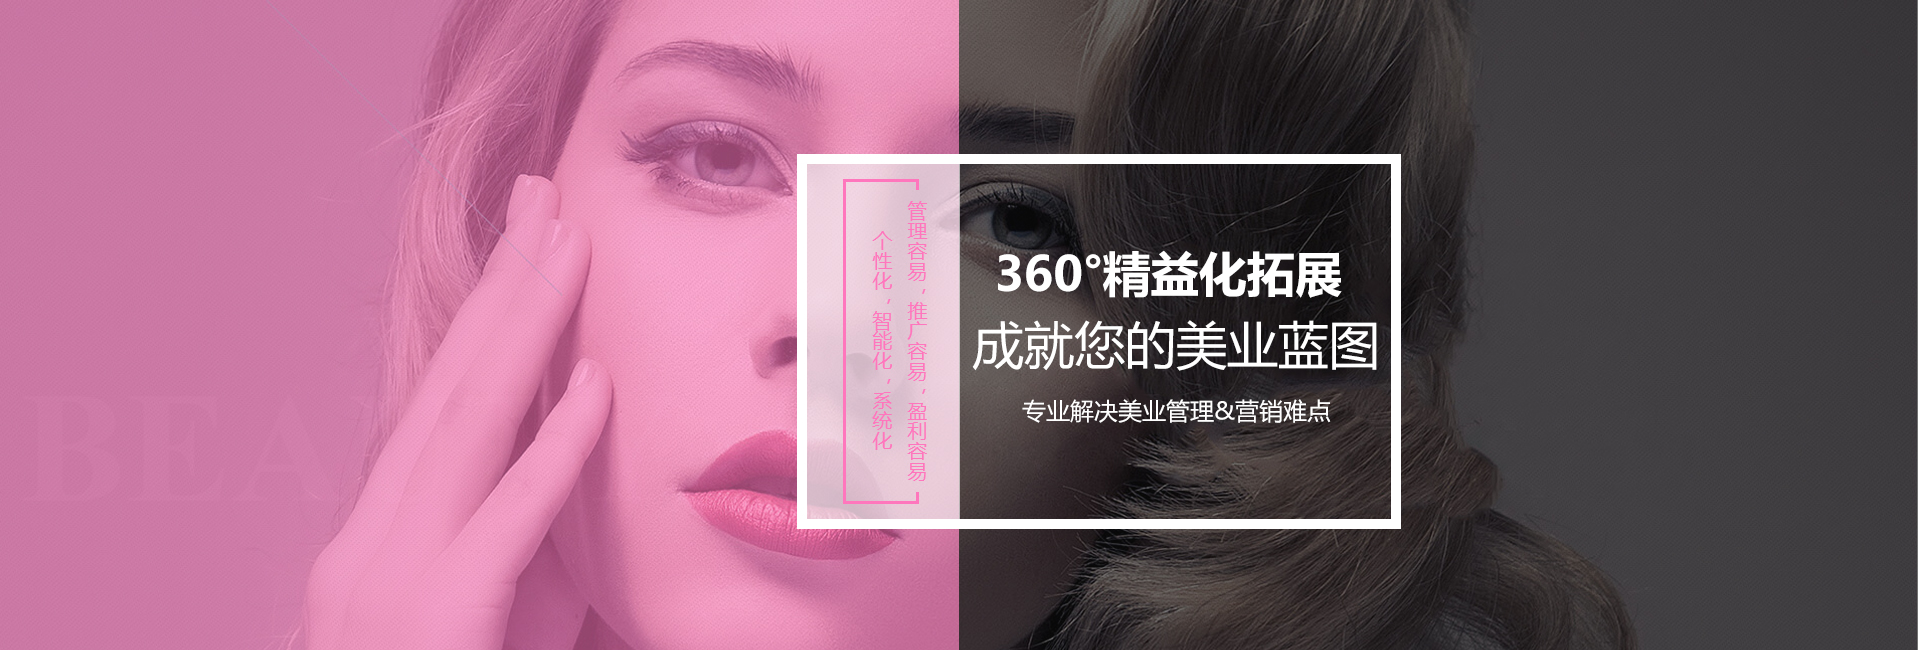 管理容易，推广容易，盈利容易
个性化，智能化，系统化
360°精益化拓展
成就您的美业蓝图
专业解决美业管理&营销难点